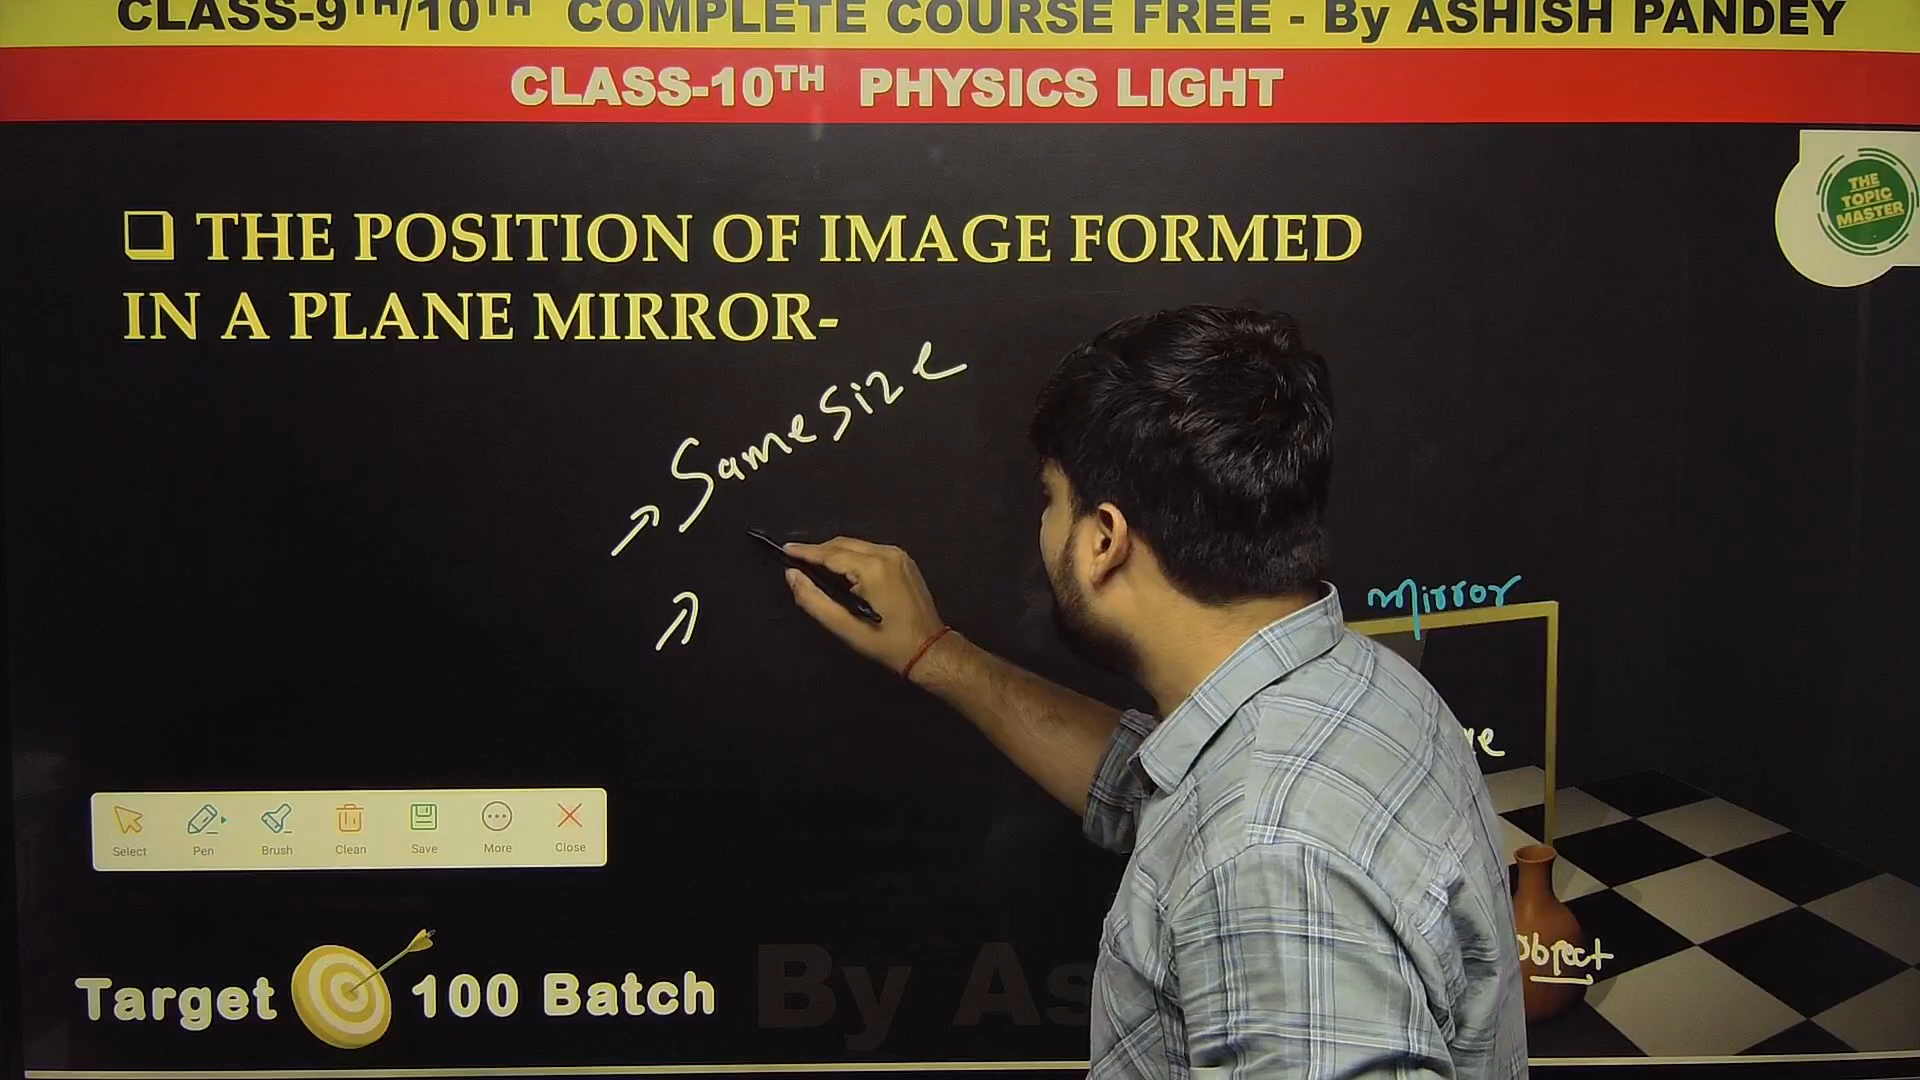 CLASS-9TH/10TH COMPLETE COURSE FREE - By ASHISH PANDEY
CLASS-10TH PHYSICS LIGHT
THE TOPIC MASTER
❑ THE POSITION OF IMAGE FORMED
IN A PLANE MIRROR-
→ Same size
→
Mirror
Object
Select Pen Brush Clean Save More Close
Target 100 Batch
By As